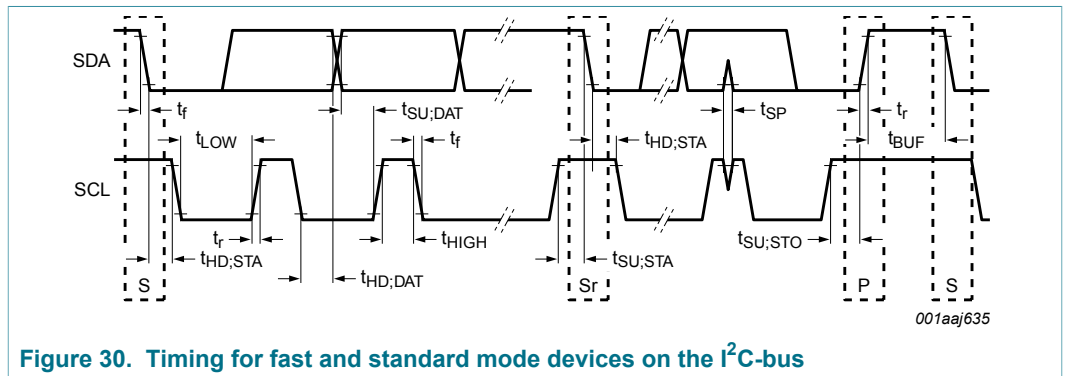 SDA
t_f
t_SU;DAT
t_SP
t_r
t_LOW
t_f
t_HD;STA
t_BUF
SCL
t_r
t_HIGH
t_SU;STO
t_HD;STA
t_SU;STA
t_HD;DAT
S
Sr
P
S
001aaj635
Figure 30. Timing for fast and standard mode devices on the I²C-bus